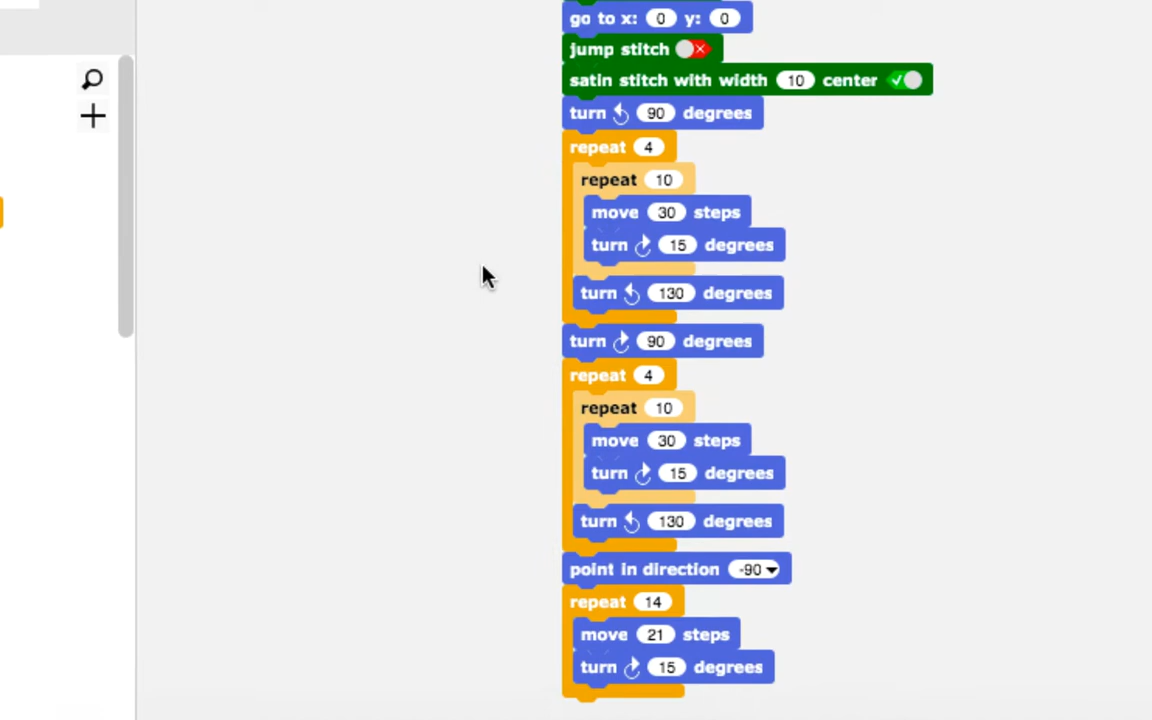 go to x: 0 y: 0
jump stitch
satin stitch with width 10 center
turn 90 degrees
repeat 4
repeat 10
move 30 steps
turn 15 degrees
turn 130 degrees
turn 90 degrees
repeat 4
repeat 10
move 30 steps
turn 15 degrees
turn 130 degrees
point in direction -90
repeat 14
move 21 steps
turn 15 degrees